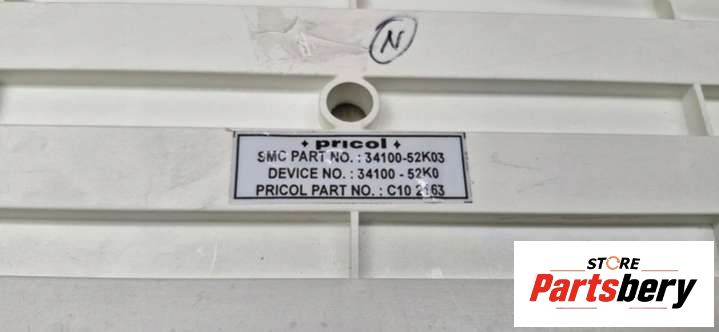 N
pricol
SMC PART NO. : 34100-52K03
DEVICE NO. : 34100 - 52K0
PRICOL PART NO. : C10 2163
STORE
Partsbery